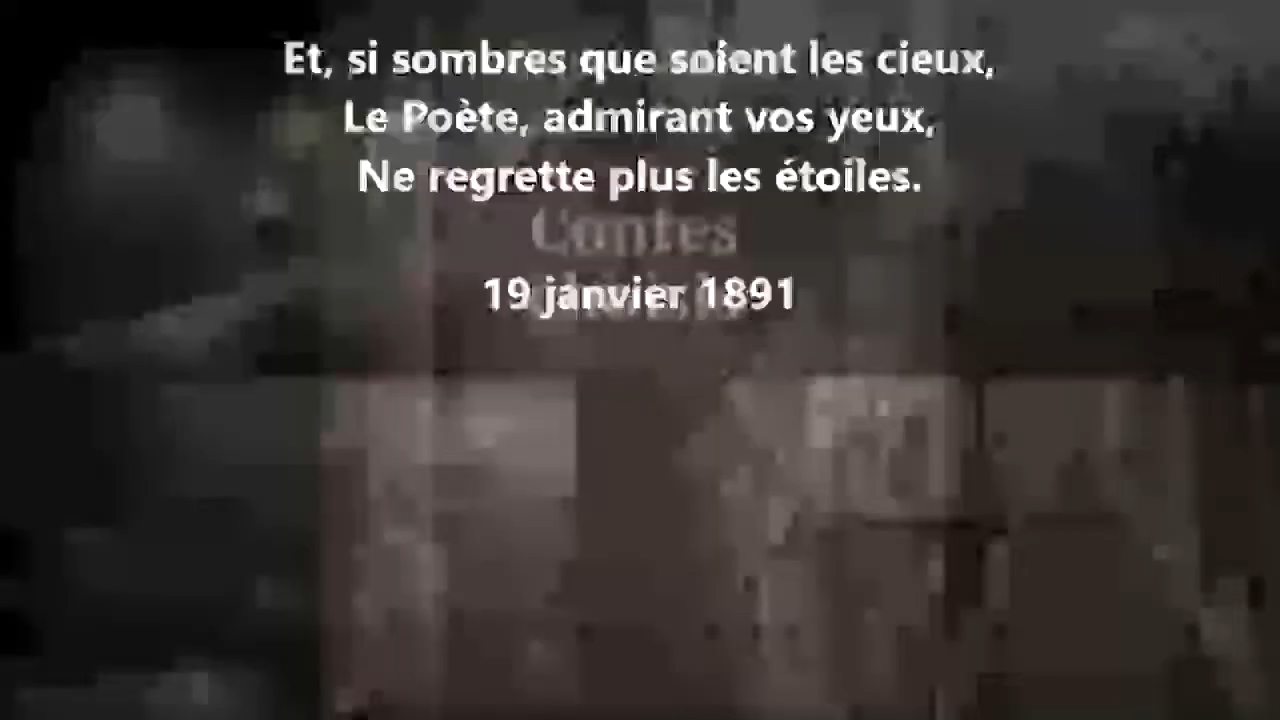 Et, si sombres que soient les cieux,
Le Poète, admirant vos yeux,
Ne regrette plus les étoiles.
Contes
19 janvier 1891